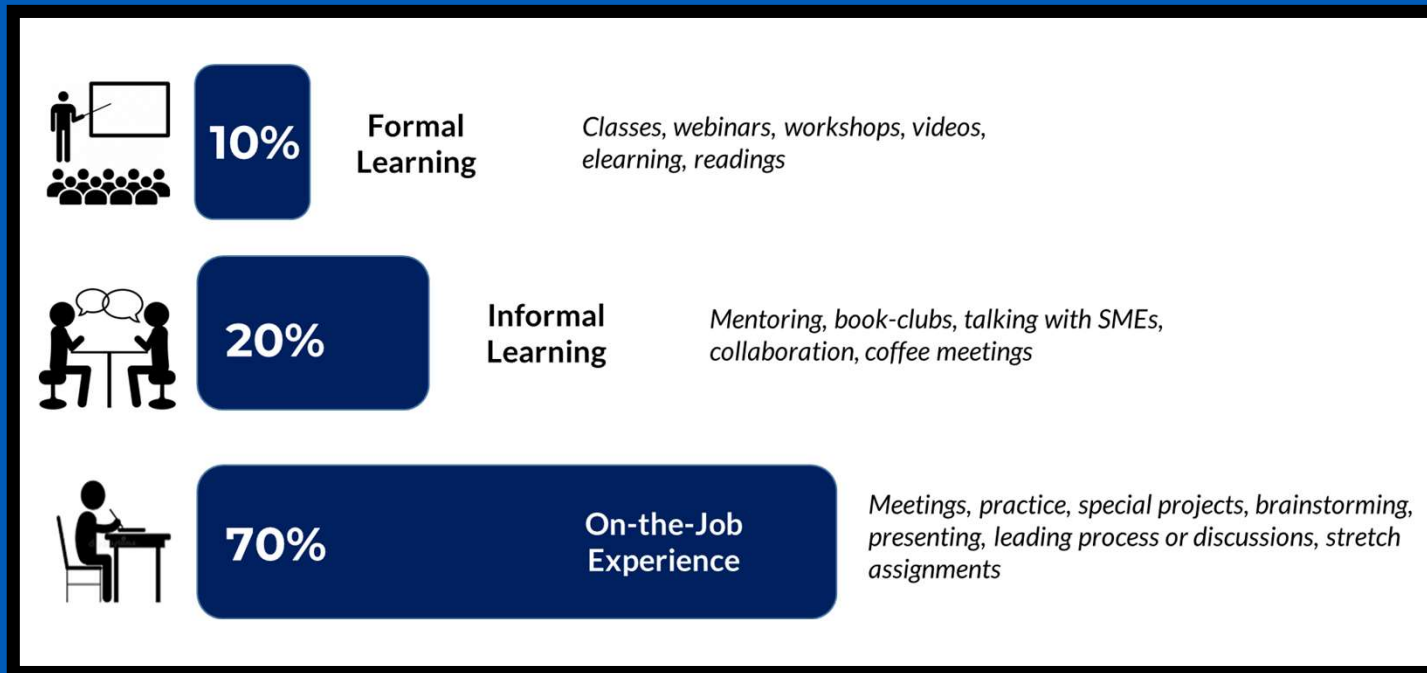 10%
Formal
Learning
Classes, webinars, workshops, videos,
elearning, readings
20%
Informal
Learning
Mentoring, book-clubs, talking with SMEs,
collaboration, coffee meetings
70%
On-the-Job
Experience
Meetings, practice, special projects, brainstorming,
presenting, leading process or discussions, stretch
assignments